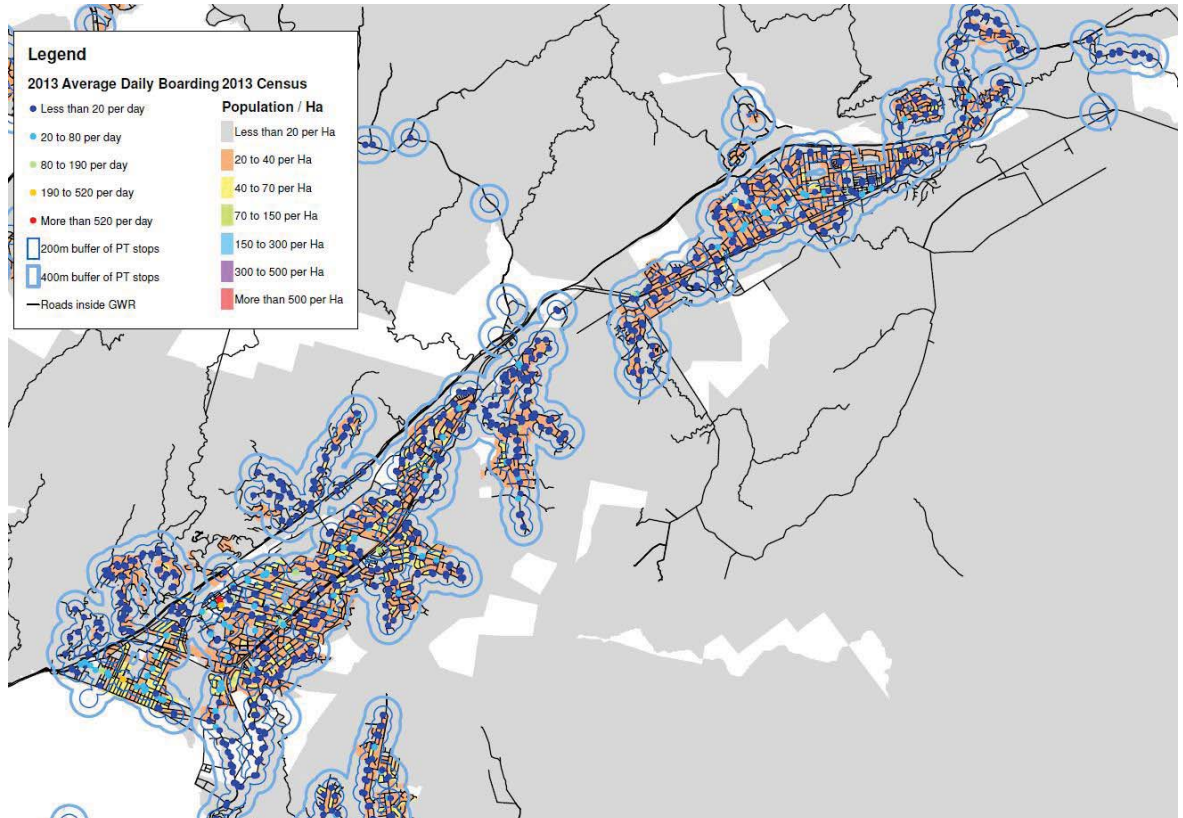 Legend
2013 Average Daily Boarding 2013 Census
Population / Ha
Less than 20 per day
20 to 80 per day
80 to 190 per day
190 to 520 per day
More than 520 per day
200m buffer of PT stops
400m buffer of PT stops
Roads inside GWR
Less than 20 per Ha
20 to 40 per Ha
40 to 70 per Ha
70 to 150 per Ha
150 to 300 per Ha
300 to 500 per Ha
More than 500 per Ha